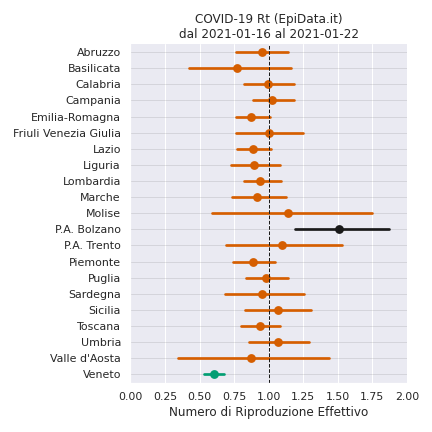 COVID-19 Rt (EpiData.it)
dal 2021-01-16 al 2021-01-22
Abruzzo
Basilicata
Calabria
Campania
Emilia-Romagna
Friuli Venezia Giulia
Lazio
Liguria
Lombardia
Marche
Molise
P.A. Bolzano
P.A. Trento
Piemonte
Puglia
Sardegna
Sicilia
Toscana
Umbria
Valle d'Aosta
Veneto
0.00 0.25 0.50 0.75 1.00 1.25 1.50 1.75 2.00
Numero di Riproduzione Effettivo